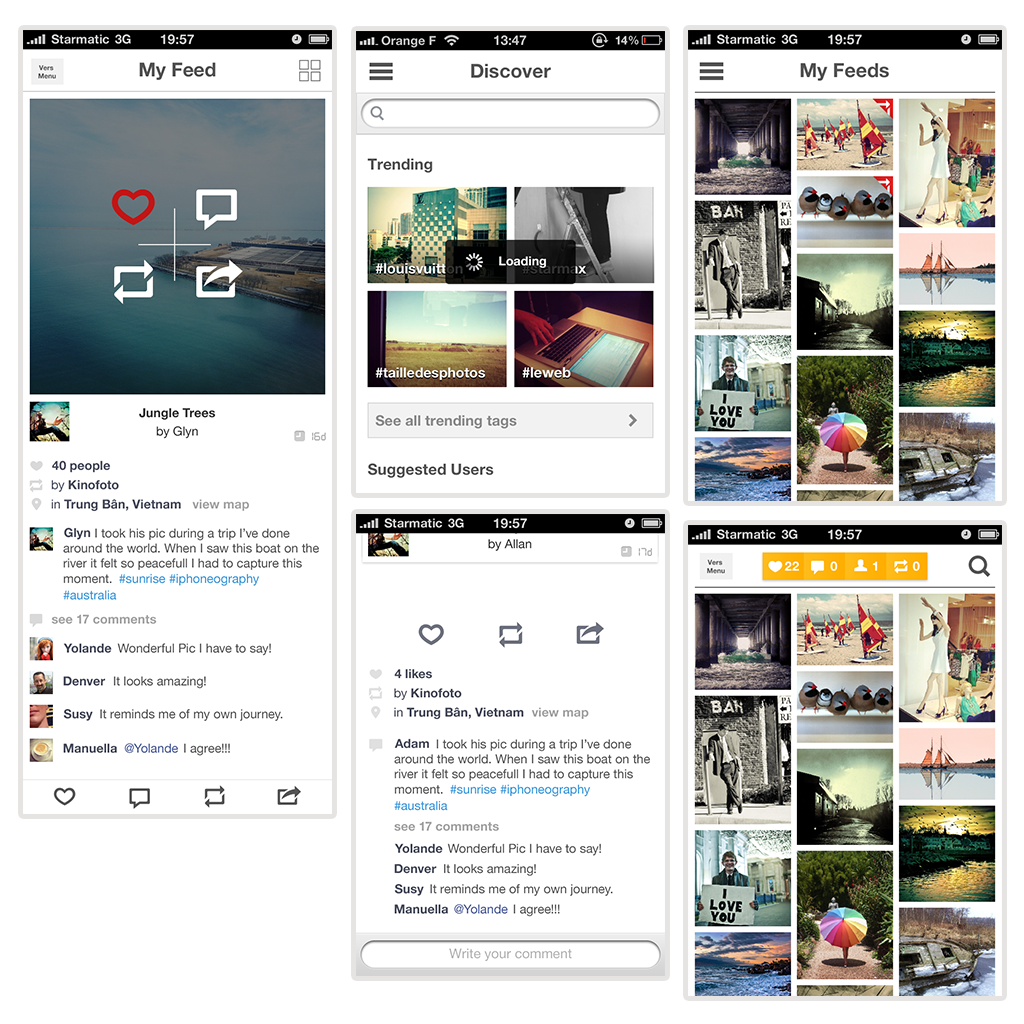 Starmatic 3G 19:57
Vers
Menu
My Feed
Jungle Trees
by Glyn
16d
40 people
by Kinofoto
in Trung Bân, Vietnam view map
Glyn I took his pic during a trip I've done
around the world. When I saw this boat on the
river it felt so peacefull I had to capture this
moment. #sunrise #iphoneography
#australia
see 17 comments
Yolande Wonderful Pic I have to say!
Denver It looks amazing!
Susy It reminds me of my own journey.
Manuella @Yolande I agree!!!
Orange F 13:47 14%
Discover
Trending
#louisvuitton
Loading
#starmax
#tailledesphotos
#leweb
See all trending tags
Suggested Users
Starmatic 3G 19:57
by Allan
17d
4 likes
by Kinofoto
in Trung Bân, Vietnam view map
Adam I took his pic during a trip I've done
around the world. When I saw this boat on the
river it felt so peacefull I had to capture this
moment. #sunrise #iphoneography
#australia
see 17 comments
Yolande Wonderful Pic I have to say!
Denver It looks amazing!
Susy It reminds me of my own journey.
Manuella @Yolande I agree!!!
Write your comment
Starmatic 3G 19:57
My Feeds
BAN
I LOVE
YOU
Starmatic 3G 19:57
Vers
Menu
22 0 1 0
BAN
I LOVE
YOU